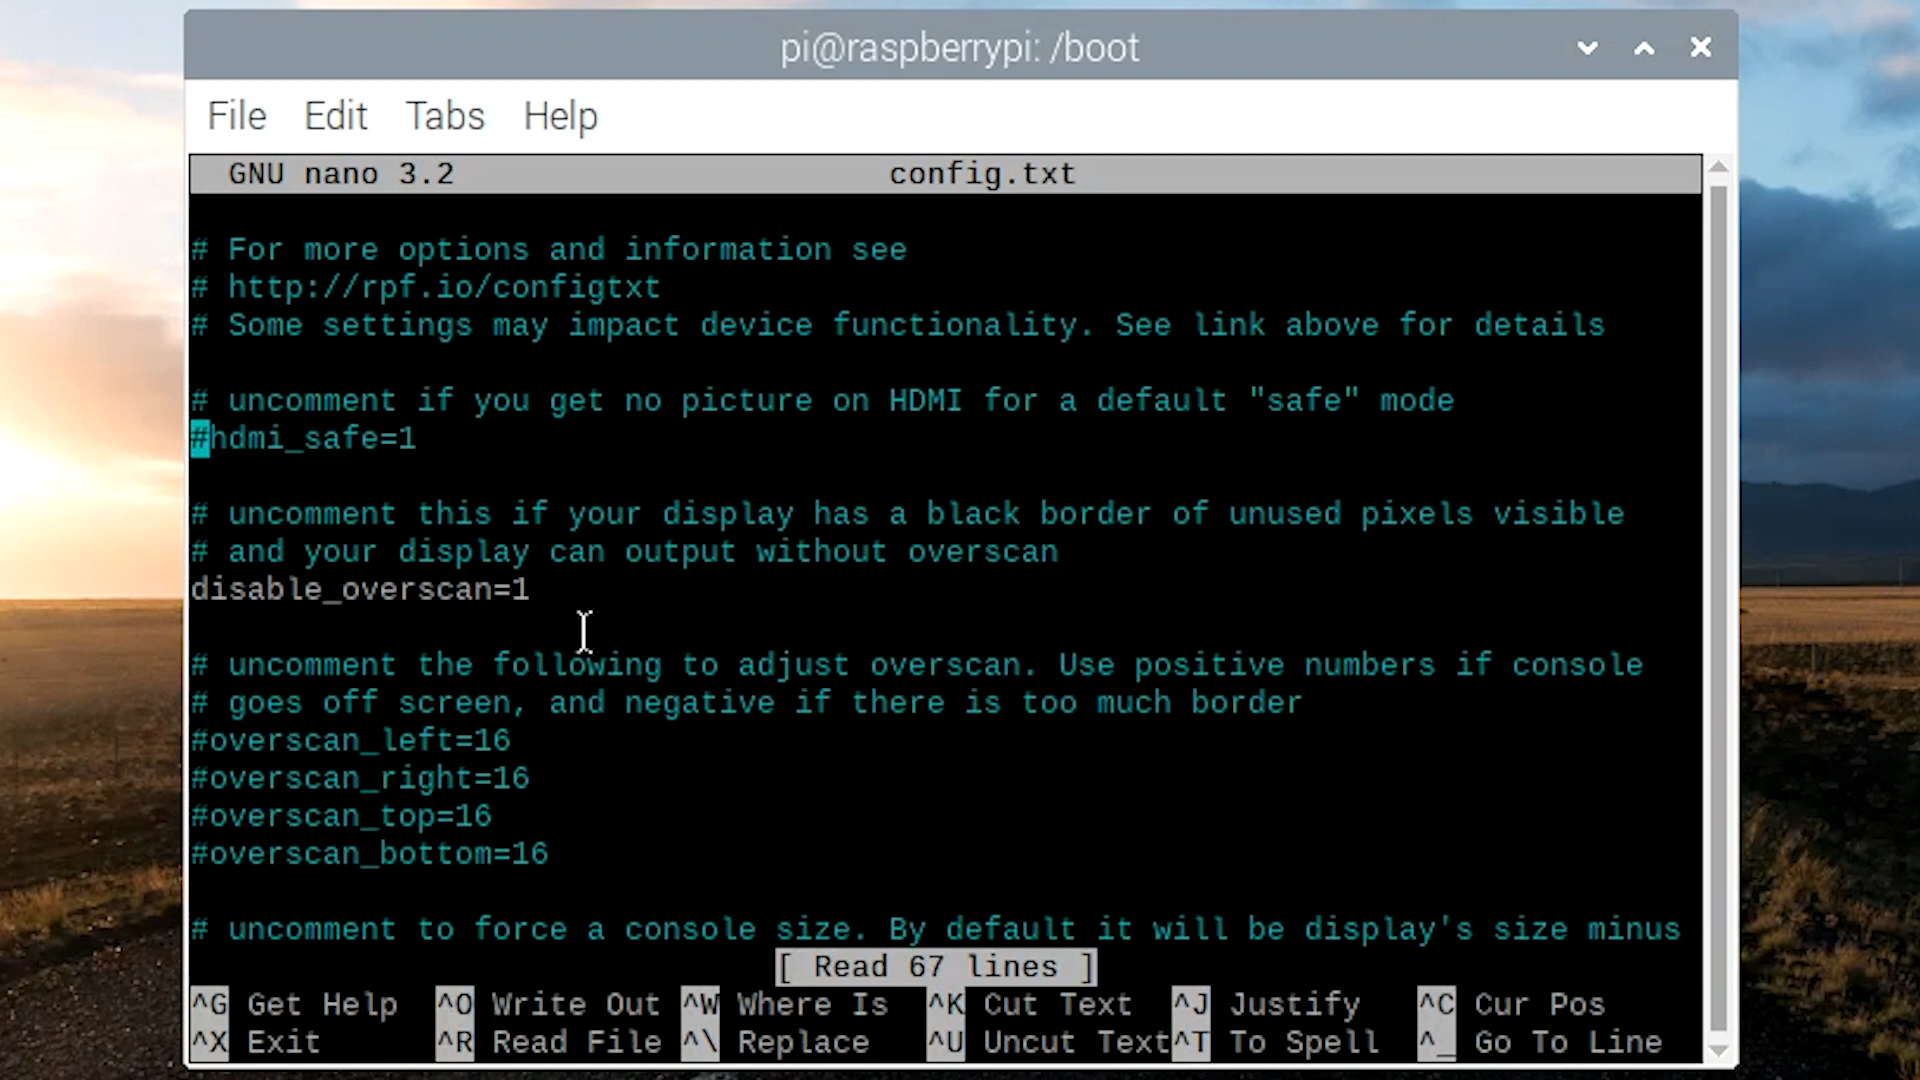 pi@raspberrypi: /boot
File Edit Tabs Help
GNU nano 3.2 config.txt
# For more options and information see
# http://rpf.io/configtxt
# Some settings may impact device functionality. See link above for details
# uncomment if you get no picture on HDMI for a default "safe" mode
#hdmi_safe=1
# uncomment this if your display has a black border of unused pixels visible
# and your display can output without overscan
disable_overscan=1
# uncomment the following to adjust overscan. Use positive numbers if console
# goes off screen, and negative if there is too much border
#overscan_left=16
#overscan_right=16
#overscan_top=16
#overscan_bottom=16
# uncomment to force a console size. By default it will be display's size minus
[ Read 67 lines ]
^G Get Help ^O Write Out ^W Where Is ^K Cut Text ^J Justify ^C Cur Pos
^X Exit ^R Read File ^\ Replace ^U Uncut Text ^T To Spell ^_ Go To Line